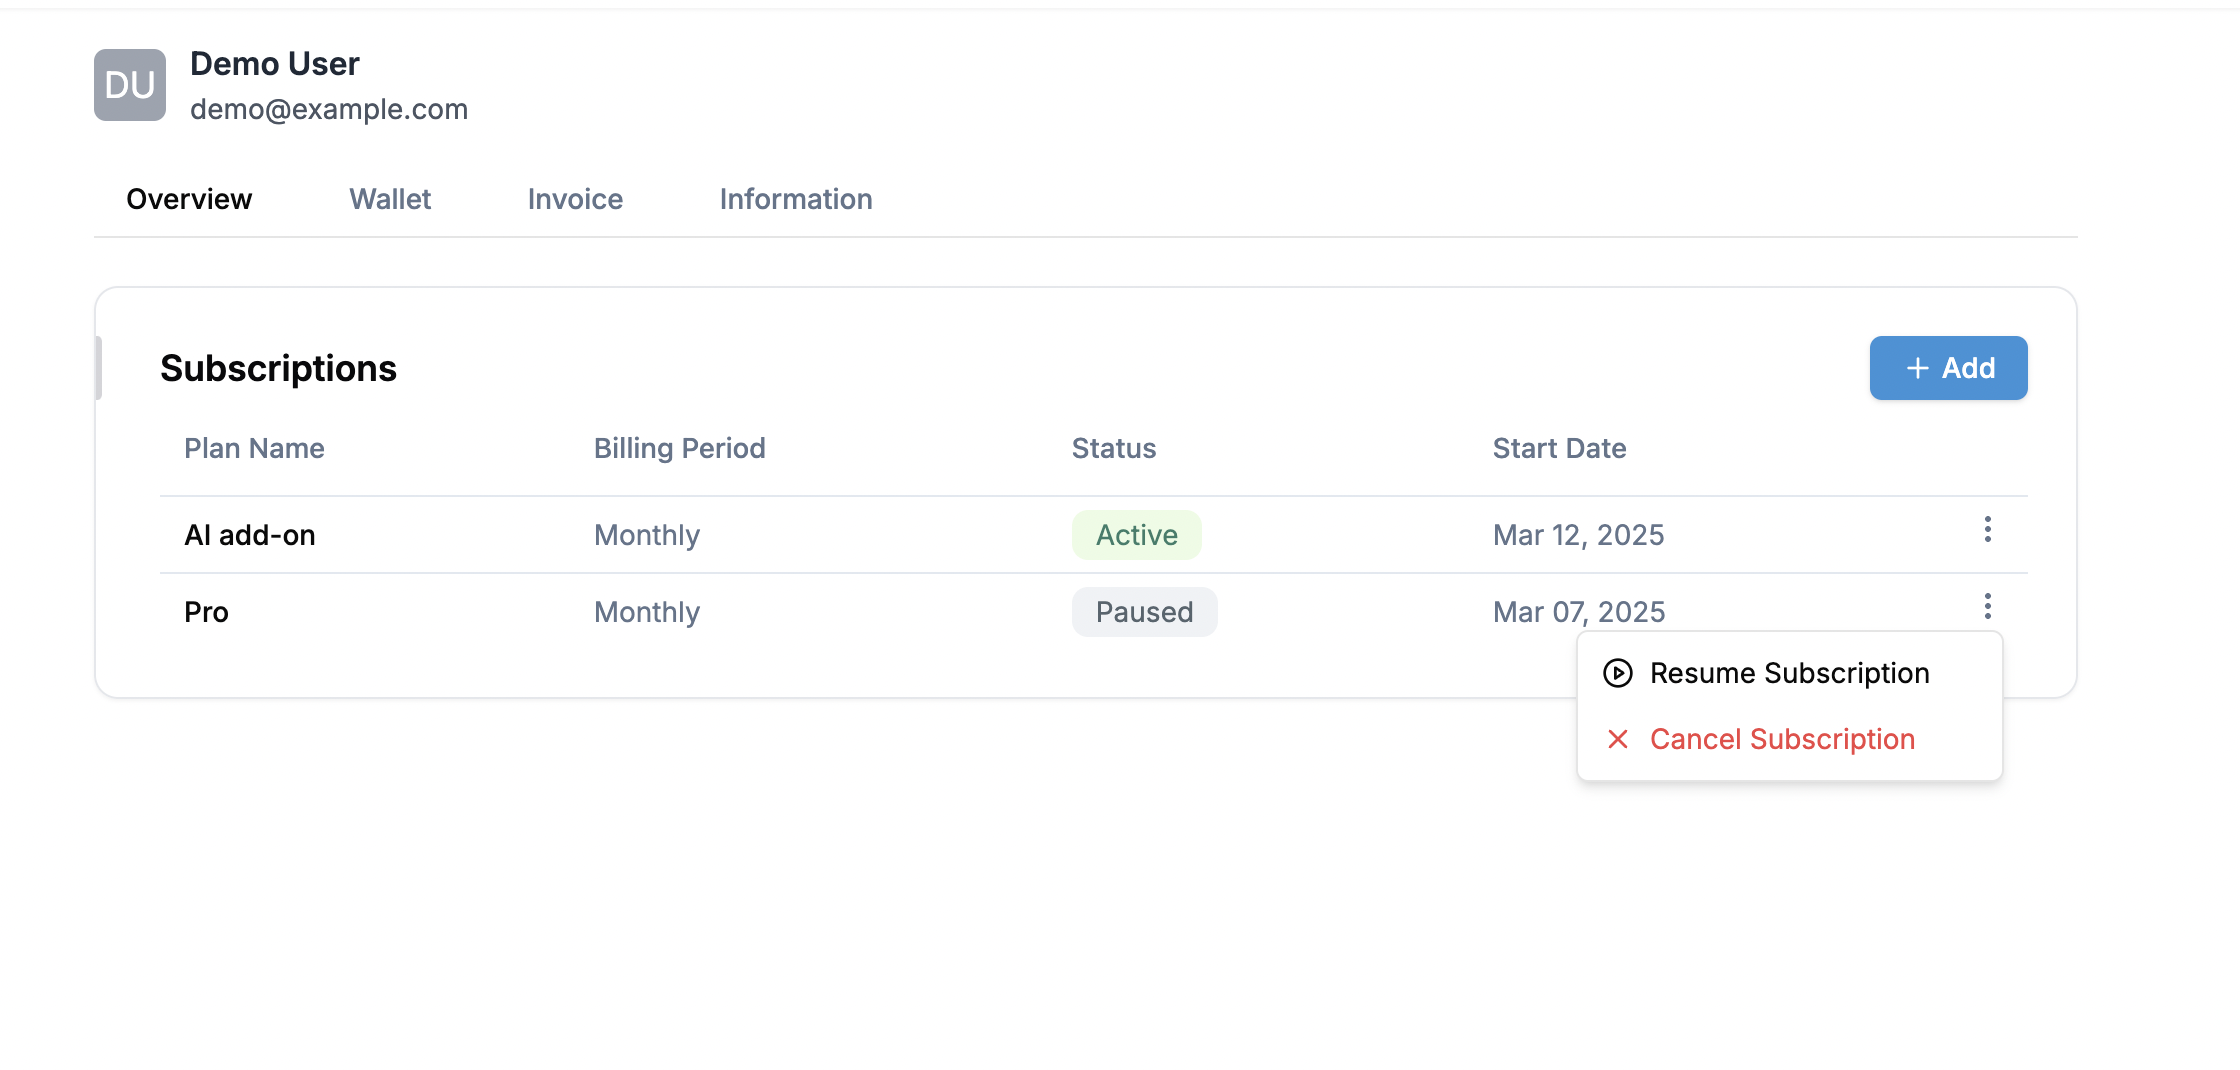 DU
Demo User
demo@example.com
Overview Wallet Invoice Information
Subscriptions
+ Add
Plan Name Billing Period Status Start Date
AI add-on Monthly Active Mar 12, 2025
Pro Monthly Paused Mar 07, 2025
Resume Subscription
Cancel Subscription